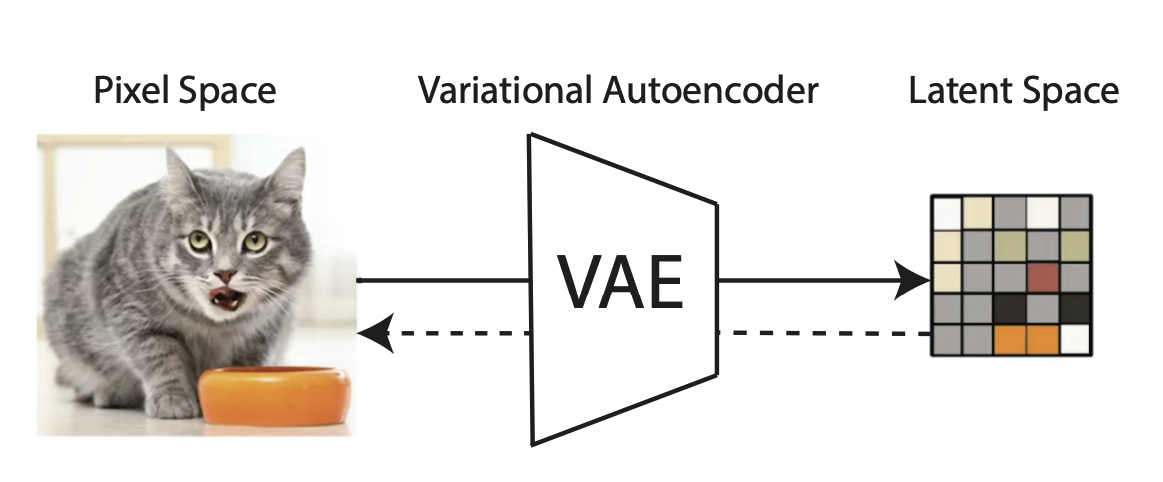 Pixel Space
Variational Autoencoder
Latent Space
VAE